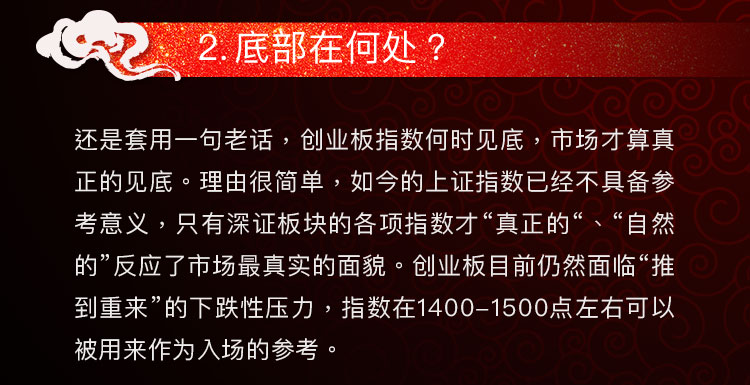 2. 底部在何处？
还是套用一句老话，创业板指数何时见底，市场才算真
正的见底。理由很简单，如今的上证指数已经不具备参
考意义，只有深证板块的各项指数才“真正的“、“自然
的”反应了市场最真实的面貌。创业板目前仍然面临“推
到重来”的下跌性压力，指数在1400-1500点左右可以
被用来作为入场的参考。